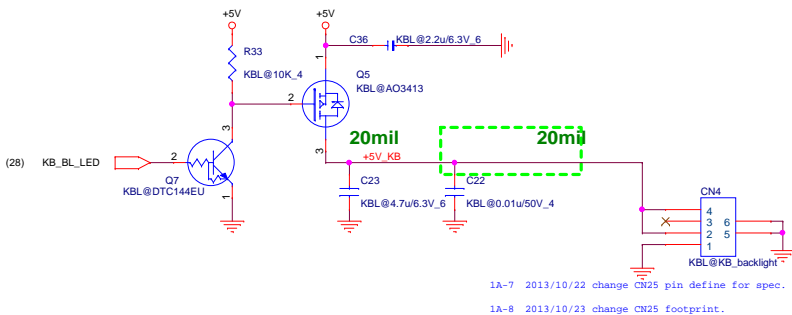 +5V
+5V
C36
KBL@2.2u/6.3V_6
R33
KBL@10K_4
1
Q5
KBL@AO3413
2
3
20mil
20mil
+5V_KB
3
(28)
KB_BL_LED
2
Q7
KBL@DTC144EU
1
C23
KBL@4.7u/6.3V_6
C22
KBL@0.01u/50V_4
CN4
4
3
2
1
6
5
KBL@KB_backlight
1A-7 2013/10/22 change CN25 pin define for spec.
1A-8 2013/10/23 change CN25 footprint.